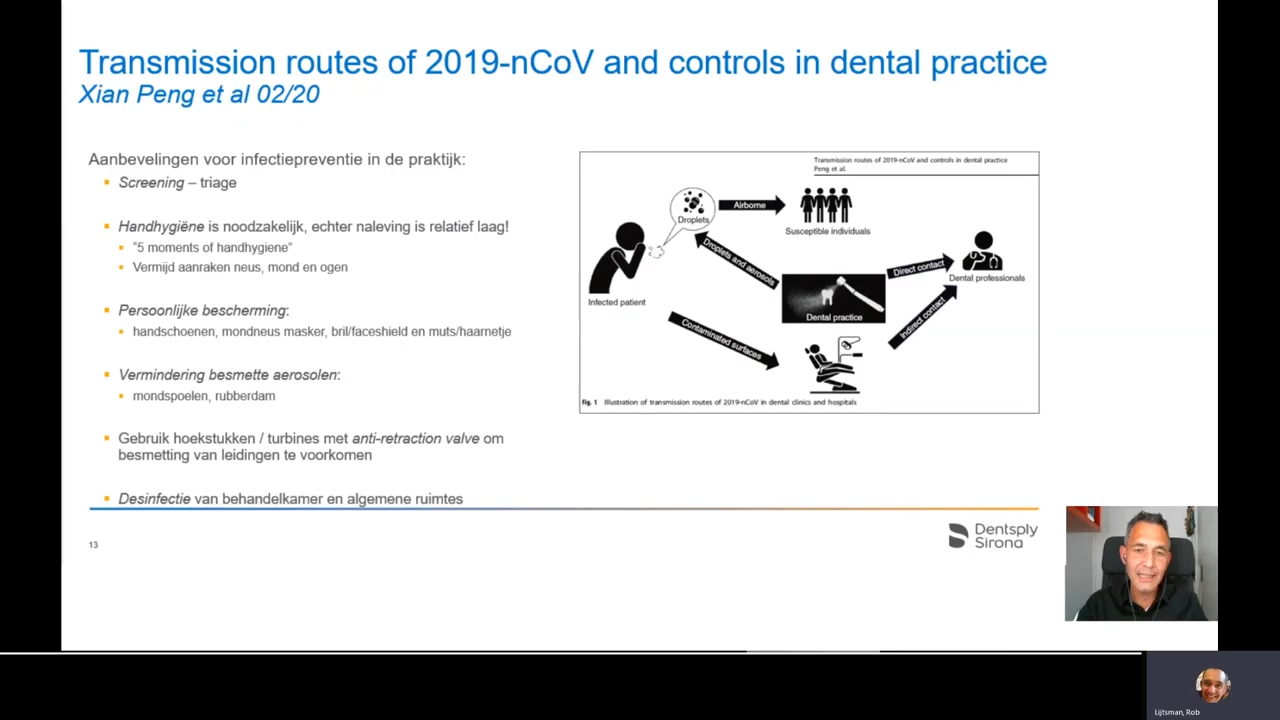 Transmission routes of 2019-nCoV and controls in dental practice
Xian Peng et al 02/20
Aanbevelingen voor infectiepreventie in de praktijk:
Screening – triage
Handhygiëne is noodzakelijk, echter naleving is relatief laag!
"5 moments of handhygiene"
Vermijd aanraken neus, mond en ogen
Persoonlijke bescherming:
handschoenen, mondneus masker, bril/faceshield en muts/haarnetje
Vermindering besmette aerosolen:
mondspoelen, rubberdam
Gebruik hoekstukken / turbines met anti-retraction valve om
besmetting van leidingen te voorkomen
Desinfectie van behandelkamer en algemene ruimtes
Transmission routes of 2019-nCoV and controls in dental practice
Peng et al.
Droplets
Airborne
Susceptible individuals
Infected patient
Droplets and aerosols
Dental practice
Direct contact
Dental professionals
Indirect contact
Contaminated surfaces
Fig. 1 Illustration of transmission routes of 2019-nCoV in dental clinics and hospitals
13
Dentsply
Sirona
Lijtsman, Rob